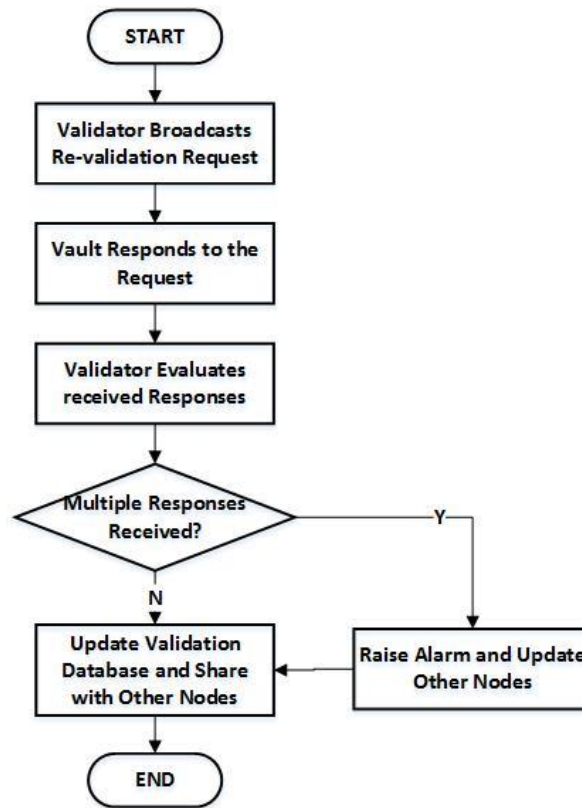 START
Validator Broadcasts
Re-validation Request
Vault Responds to the
Request
Validator Evaluates
received Responses
Multiple Responses
Received?
Y
N
Update Validation
Database and Share
with Other Nodes
Raise Alarm and Update
Other Nodes
END